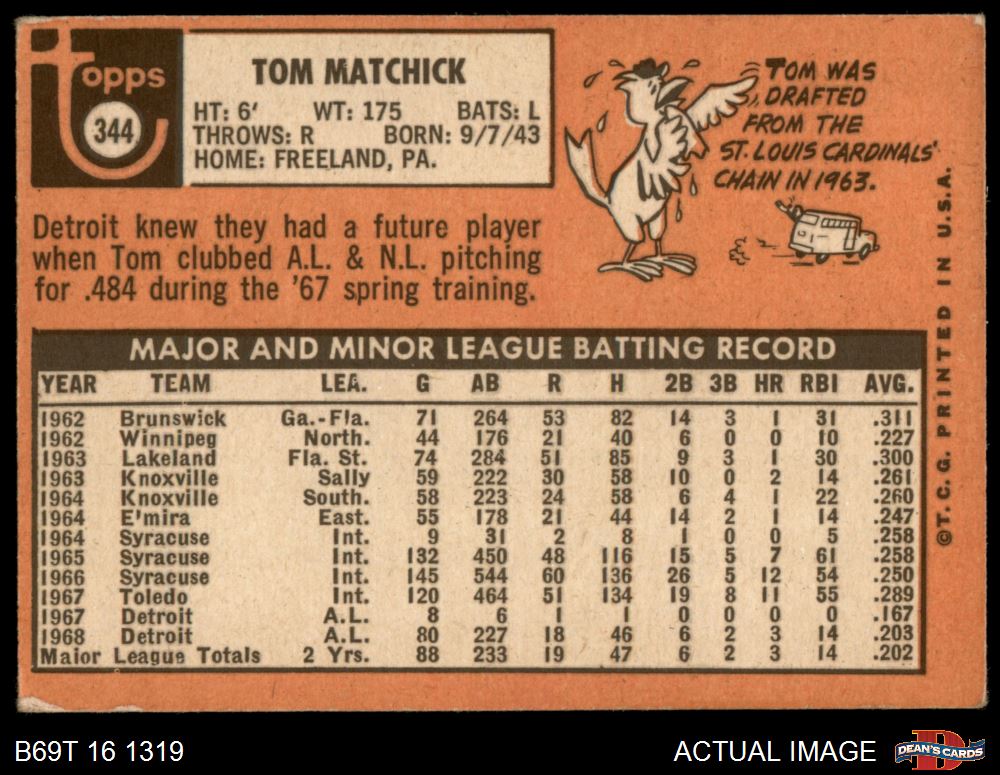 topps
344
TOM MATCHICK
HT: 6' WT: 175 BATS: L
THROWS: R BORN: 9/7/43
HOME: FREELAND, PA.
TOM WAS
DRAFTED
FROM THE
ST. LOUIS CARDINALS'
CHAIN IN 1963.
Detroit knew they had a future player
when Tom clubbed A.L. & N.L. pitching
for .484 during the '67 spring training.
MAJOR AND MINOR LEAGUE BATTING RECORD
YEAR TEAM LEA. G AB R H 2B 3B HR RBI AVG.
1962 Brunswick Ga.-Fla. 71 264 53 82 14 3 1 31 .311
1962 Winnipeg North. 44 176 21 40 6 0 0 10 .227
1963 Lakeland Fla. St. 74 284 51 85 9 3 1 30 .300
1963 Knoxville Sally 59 222 30 58 10 0 2 14 .261
1964 Knoxville South. 58 223 24 58 6 4 1 22 .260
1964 E'mira East. 55 178 21 44 14 2 1 14 .247
1964 Syracuse Int. 9 31 2 8 1 0 0 5 .258
1965 Syracuse Int. 132 450 48 116 15 5 7 61 .258
1966 Syracuse Int. 145 544 60 136 26 5 12 54 .250
1967 Toledo Int. 120 464 51 134 19 8 11 55 .289
1967 Detroit A.L. 8 6 1 1 0 0 0 0 .167
1968 Detroit A.L. 80 227 18 46 6 2 3 14 .203
Major League Totals 2 Yrs. 88 233 19 47 6 2 3 14 .202
©T. C. G. PRINTED IN U.S.A.
B69T 16 1319
ACTUAL IMAGE
D
DEAN'S CARDS